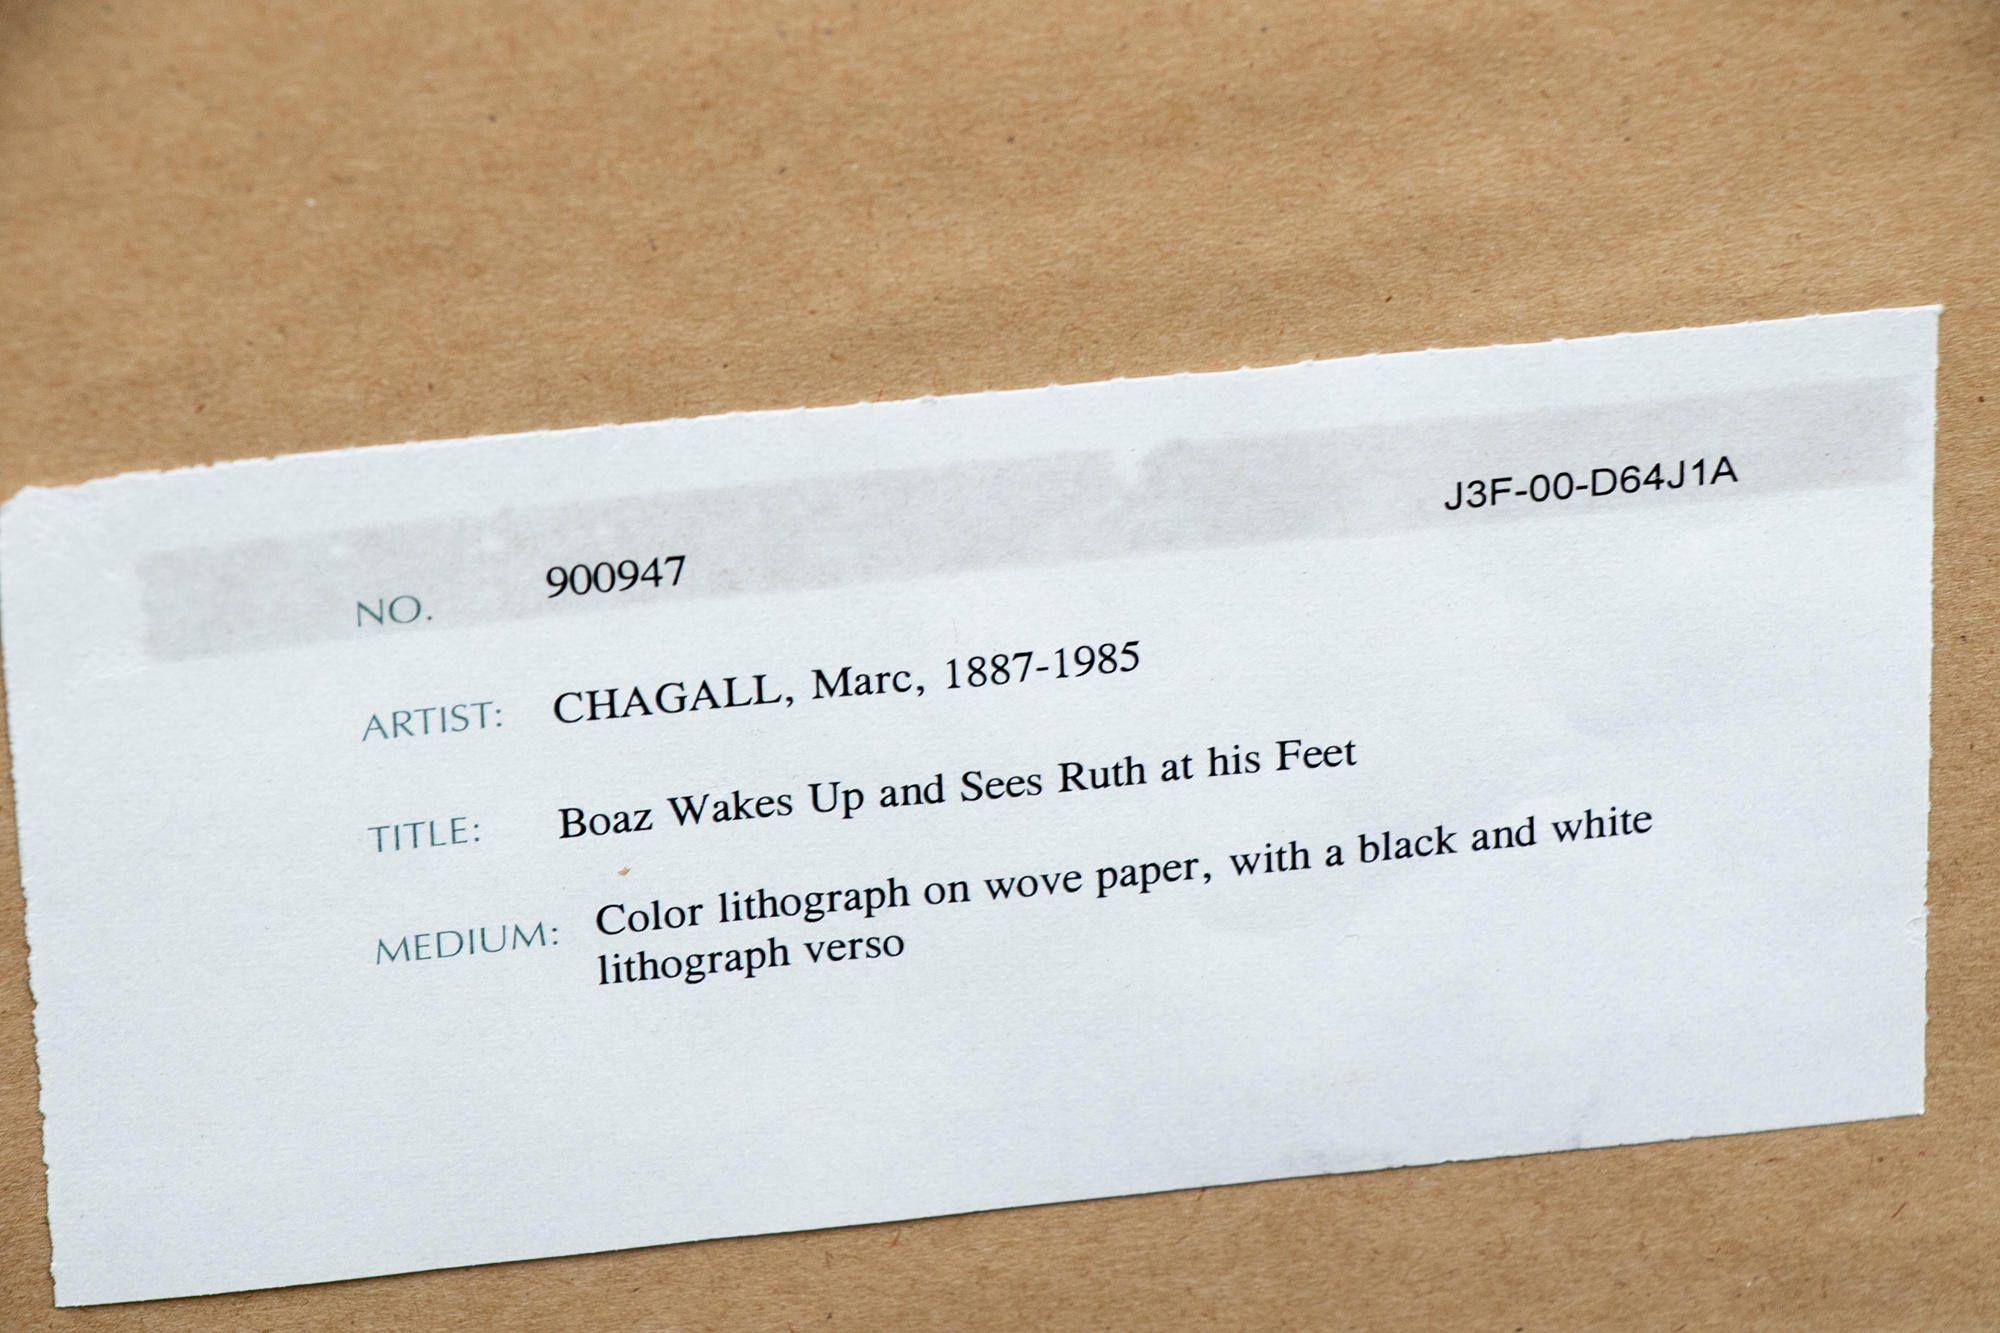 J3F-00-D64J1A
NO. 900947
ARTIST: CHAGALL, Marc, 1887-1985
TITLE: Boaz Wakes Up and Sees Ruth at his Feet
MEDIUM: Color lithograph on wove paper, with a black and white
lithograph verso